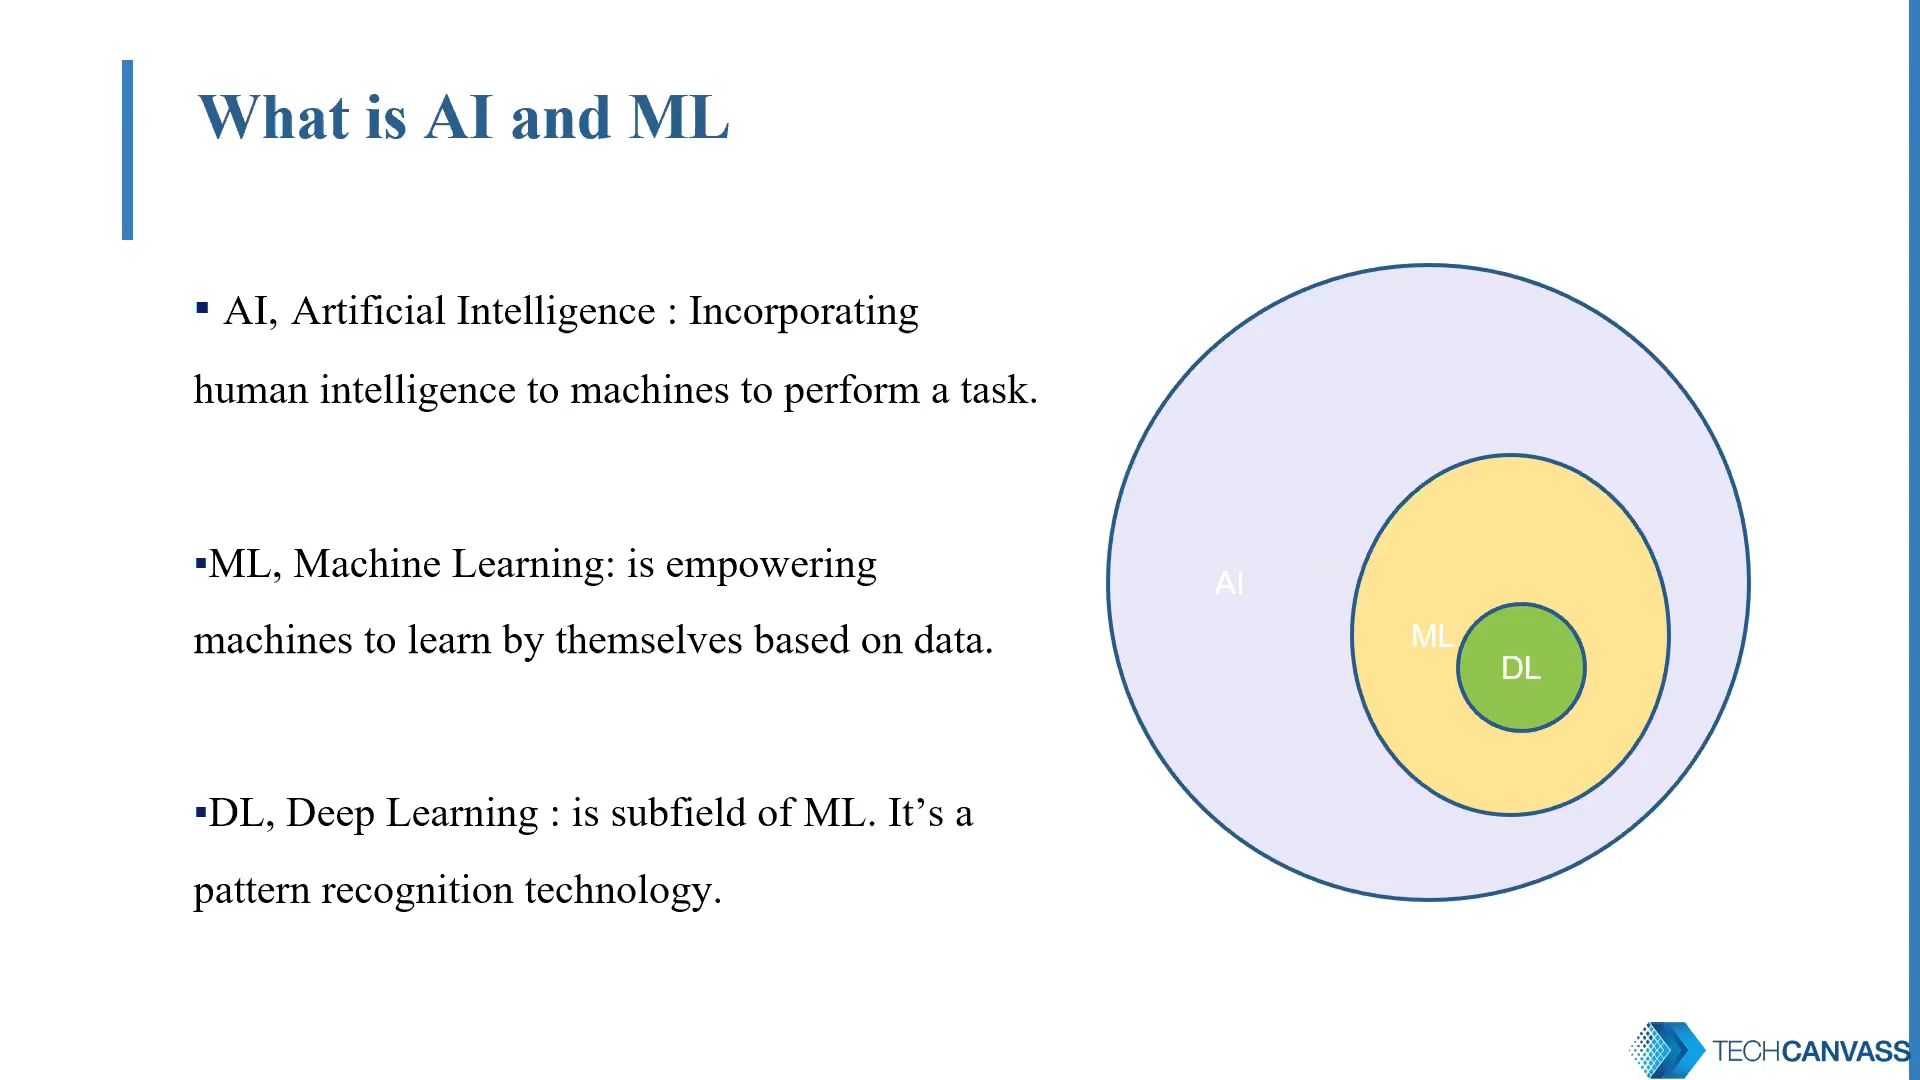 What is AI and ML
▪ AI, Artificial Intelligence : Incorporating
human intelligence to machines to perform a task.
▪ML, Machine Learning: is empowering
machines to learn by themselves based on data.
▪DL, Deep Learning : is subfield of ML. It’s a
pattern recognition technology.
AI
ML
DL
TECHCANVASS